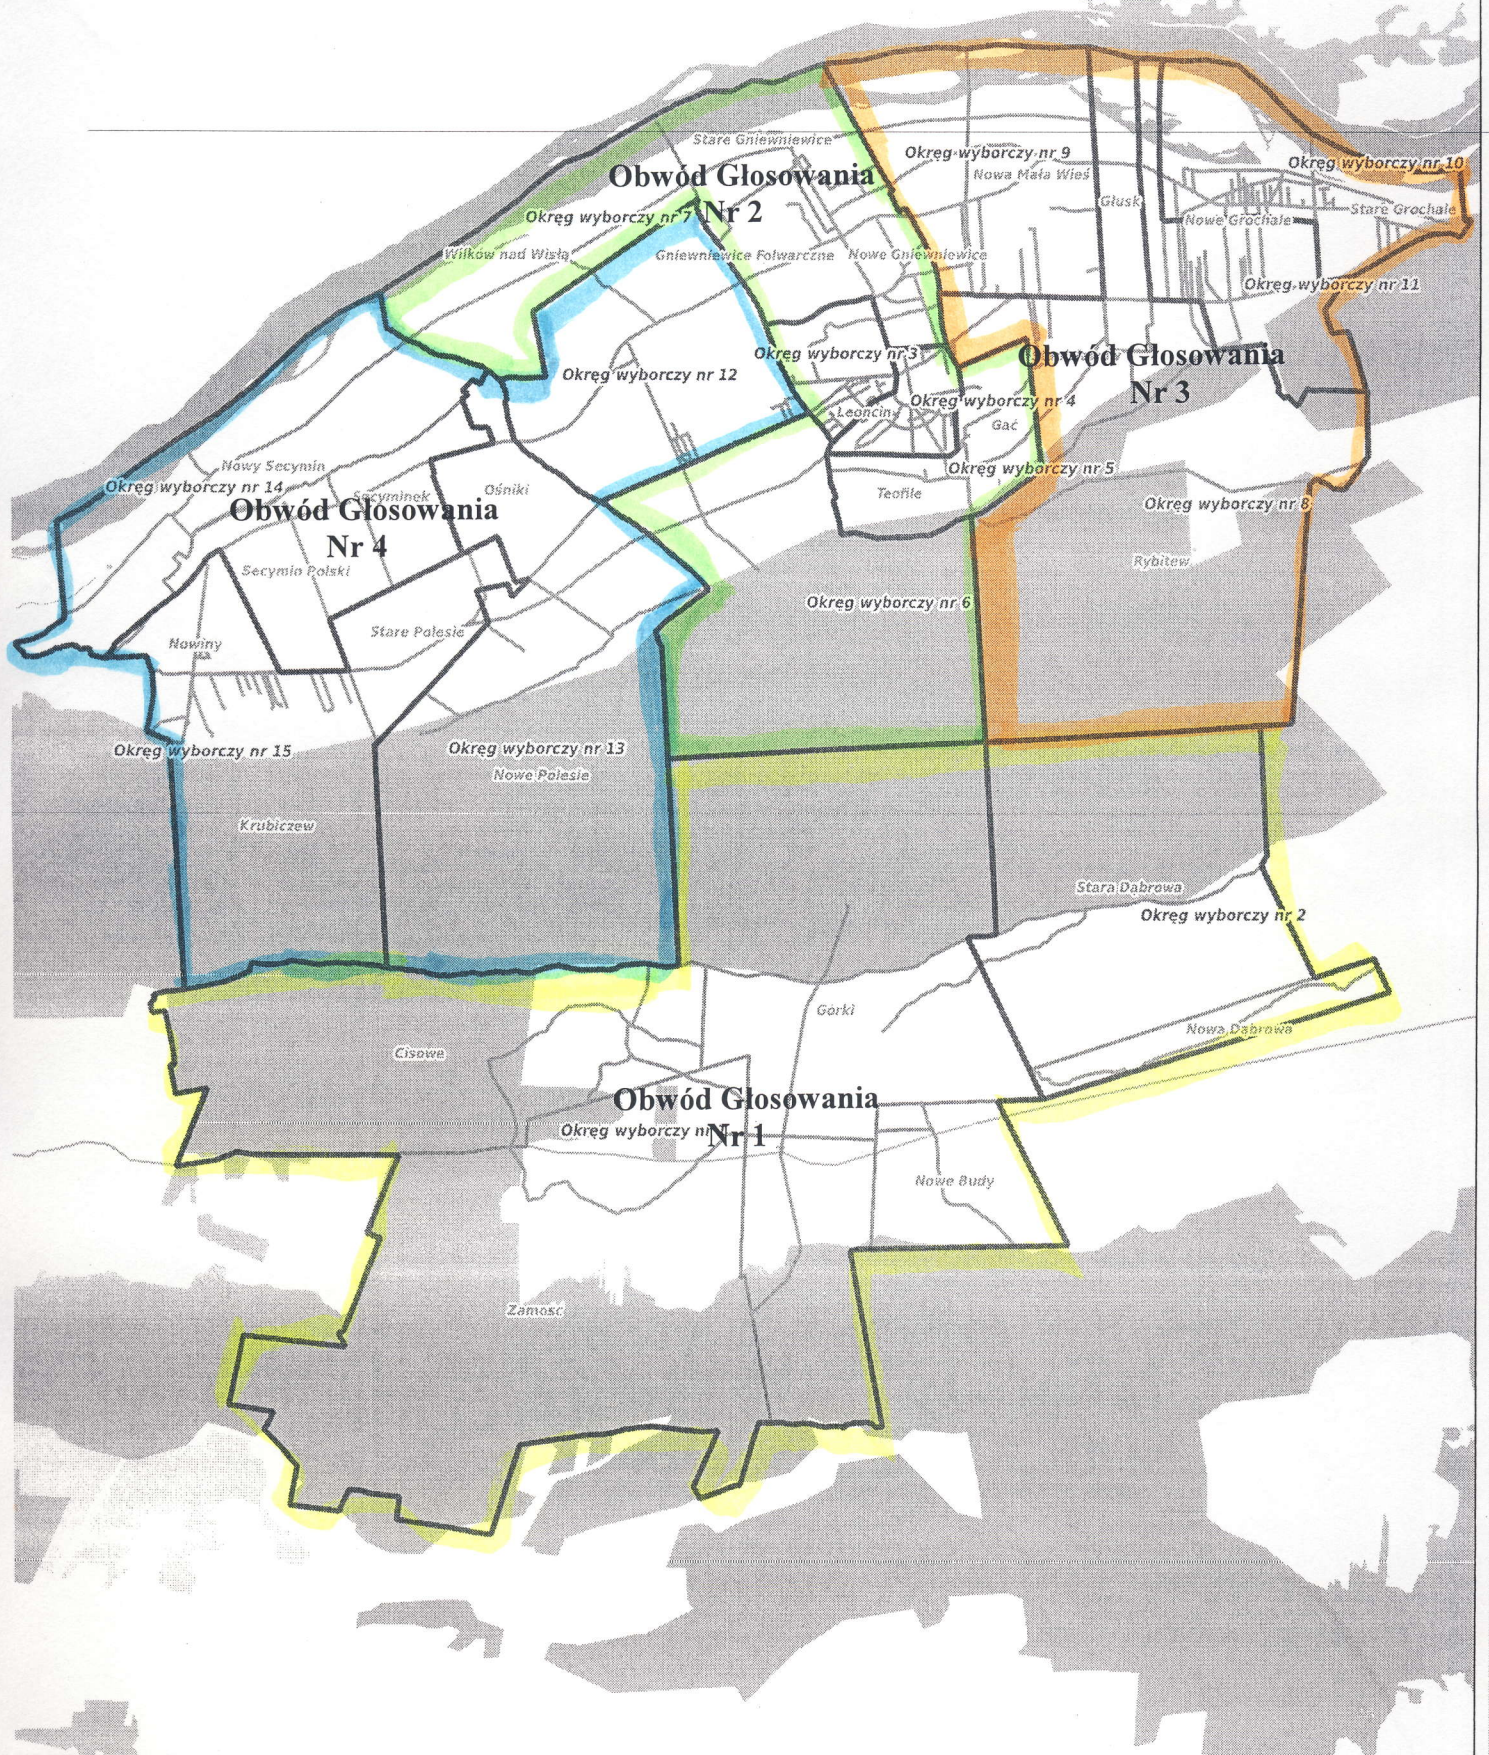 Stare Gniewniewice
Okręg wyborczy nr 9
Okręg wyborczy nr 10
Obwód Głosowania
Nr 2
Nowa Mała Wieś
Głusk
Stare Grochale
Okręg wyborczy nr 7
Nowe Grochale
Wilków nad Wisłą
Gniewniewice Folwarczne
Nowe Gniewniewice
Okręg wyborczy nr 11
Okręg wyborczy nr 3
Obwód Głosowania
Nr 3
Okręg wyborczy nr 12
Okręg wyborczy nr 4
Leoncin
Gać
Nowy Secymin
Okręg wyborczy nr 5
Okręg wyborczy nr 14
Secyminek
Ośniki
Teofile
Okręg wyborczy nr 8
Obwód Głosowania
Nr 4
Rybitew
Secymin Polski
Okręg wyborczy nr 6
Stare Polesie
Nowiny
Okręg wyborczy nr 15
Okręg wyborczy nr 13
Nowe Polesie
Krubiczew
Stara Dąbrowa
Okręg wyborczy nr 2
Górki
Nowa Dąbrowa
Cisowe
Obwód Głosowania
Okręg wyborczy nr
Nr 1
Nowe Budy
Zamość